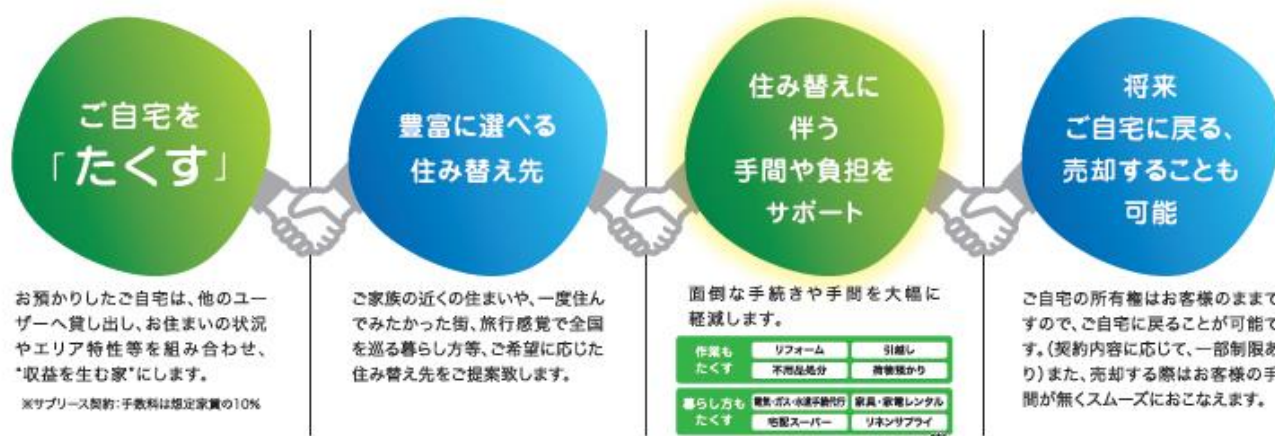 ご自宅を
「たくす」
お預かりしたご自宅は、他のユー
ザーへ貸し出し、お住まいの状況
やエリア特性等を組み合わせ、
“収益を生む家”にします。
※サブリース契約:手数料は想定家賃の10%
豊富に選べる
住み替え先
ご家族の近くの住まいや、一度住ん
でみたかった街、旅行感覚で全国
を巡る暮らし方等、ご希望に応じた
住み替え先をご提案致します。
住み替えに
伴う
手間や負担を
サポート
面倒な手続きや手間を大幅に
軽減します。
作業も
たくす
リフォーム
引越し
不用品処分
荷物預かり
暮らし方も
たくす
電気・ガス・水道手続代行
家具・家電レンタル
宅配スーパー
リネンサプライ
将来
ご自宅に戻る、
売却することも
可能
ご自宅の所有権はお客様のままで
すので、ご自宅に戻ることが可能で
す。(契約内容に応じて、一部制限あ
り)また、売却する際はお客様の手
間が無くスムーズにおこなえます。